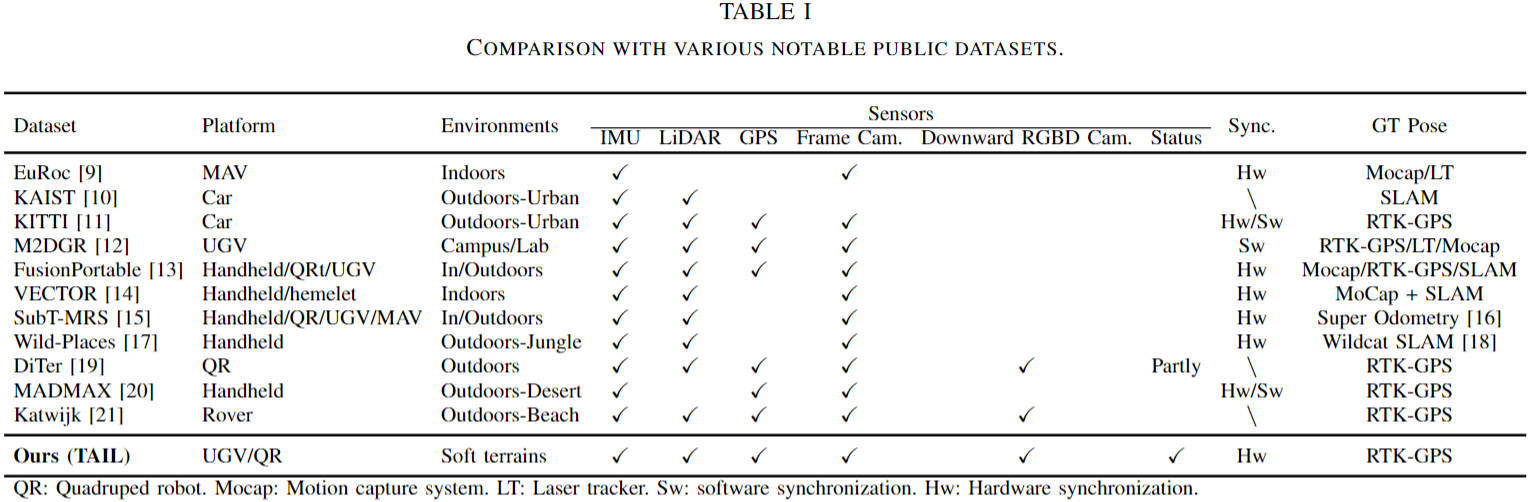 TABLE I
COMPARISON WITH VARIOUS NOTABLE PUBLIC DATASETS.
Dataset Platform Environments Sensors Sync. GT Pose
IMU LiDAR GPS Frame Cam. Downward RGBD Cam. Status
EuRoc [9] MAV Indoors ✓ ✓ Hw Mocap/LT
KAIST [10] Car Outdoors-Urban ✓ ✓ \ SLAM
KITTI [11] Car Outdoors-Urban ✓ ✓ ✓ ✓ Hw/Sw RTK-GPS
M2DGR [12] UGV Campus/Lab ✓ ✓ ✓ ✓ Sw RTK-GPS/LT/Mocap
FusionPortable [13] Handheld/QRt/UGV In/Outdoors ✓ ✓ ✓ ✓ Hw Mocap/RTK-GPS/SLAM
VECTOR [14] Handheld/hemelet Indoors ✓ ✓ ✓ Hw MoCap + SLAM
SubT-MRS [15] Handheld/QR/UGV/MAV In/Outdoors ✓ ✓ ✓ Hw Super Odometry [16]
Wild-Places [17] Handheld Outdoors-Jungle ✓ ✓ ✓ Hw Wildcat SLAM [18]
DiTer [19] QR Outdoors ✓ ✓ ✓ ✓ ✓ Partly \ RTK-GPS
MADMAX [20] Handheld Outdoors-Desert ✓ ✓ ✓ Hw/Sw RTK-GPS
Katwijk [21] Rover Outdoors-Beach ✓ ✓ ✓ ✓ ✓ \ RTK-GPS
Ours (TAIL) UGV/QR Soft terrains ✓ ✓ ✓ ✓ ✓ ✓ Hw RTK-GPS
QR: Quadruped robot. Mocap: Motion capture system. LT: Laser tracker. Sw: software synchronization. Hw: Hardware synchronization.